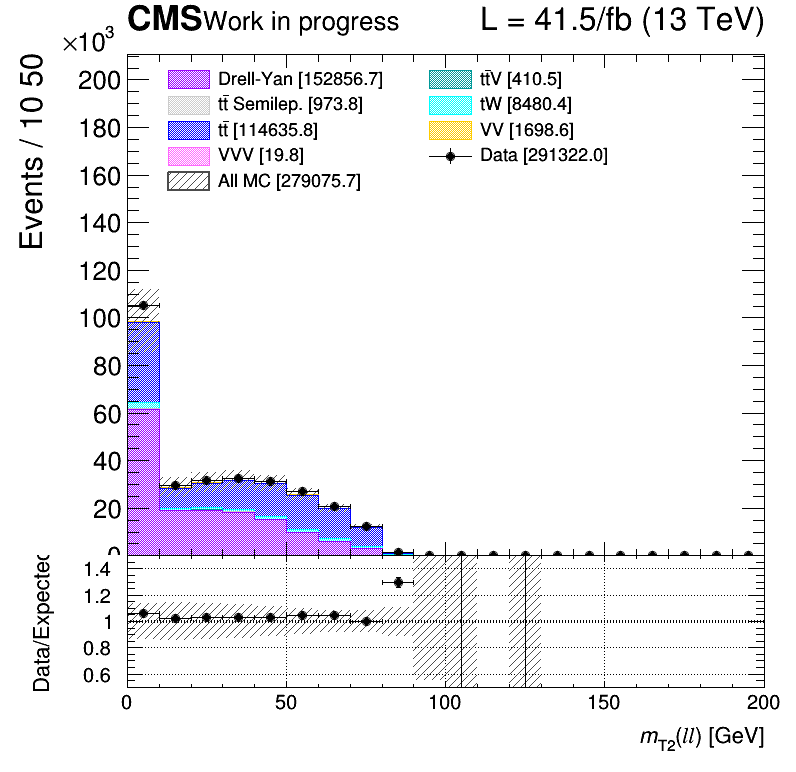 CMS Work in progress L = 41.5/fb (13 TeV)
×10³
Events / 10 50
Drell-Yan [152856.7]
tt̄ Semilep. [973.8]
tt̄ [114635.8]
VVV [19.8]
All MC [279075.7]
tt̄V [410.5]
tW [8480.4]
VV [1698.6]
Data [291322.0]
200
180
160
140
120
100
80
60
40
20
0
Data/Expected
1.4
1.2
1
0.8
0.6
0 50 100 150 200
m_T2(ll) [GeV]